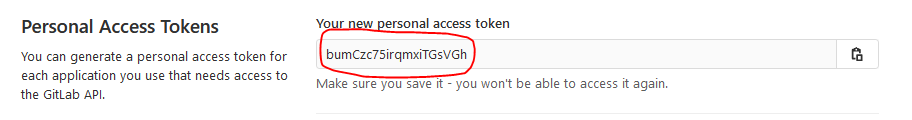 Personal Access Tokens
You can generate a personal access token for
each application you use that needs access to
the GitLab API.
Your new personal access token
bumCzc75irqmxiTGsVGh
Make sure you save it - you won't be able to access it again.